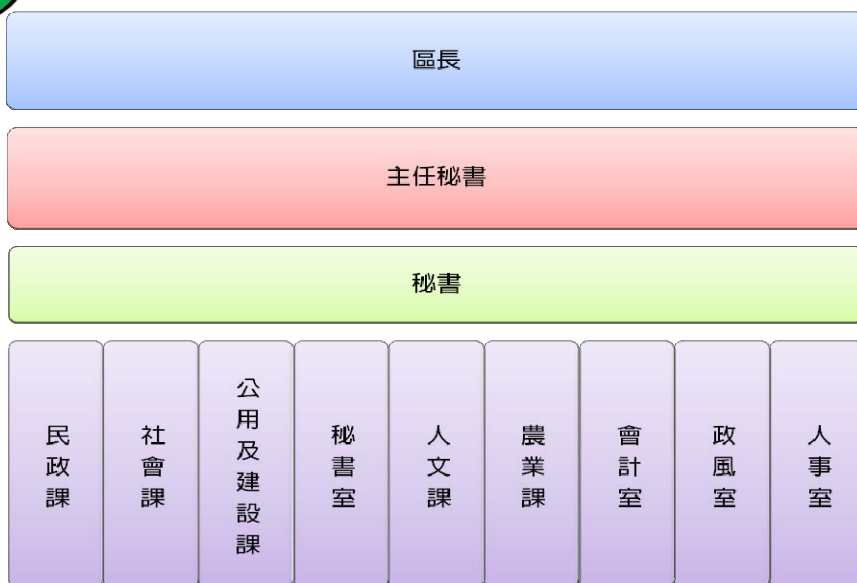 區長
主任秘書
秘書
民政課
社會課
公用及建設課
秘書室
人文課
農業課
會計室
政風室
人事室